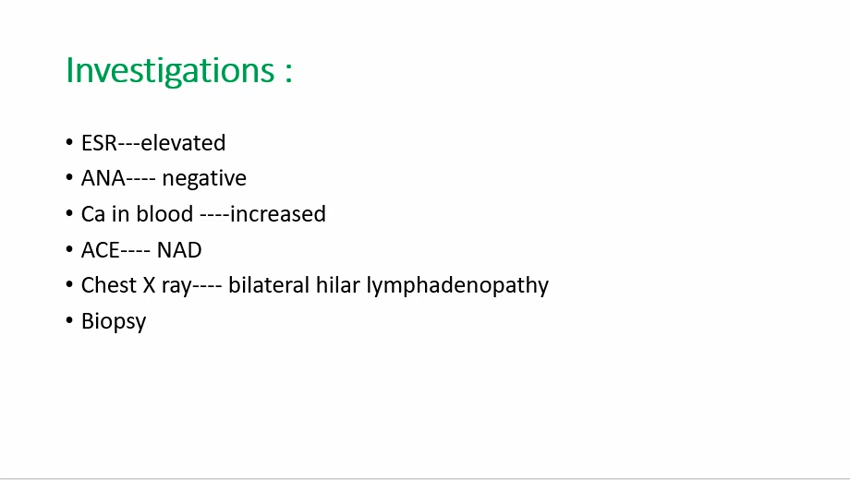 Investigations :
• ESR---elevated
• ANA---- negative
• Ca in blood ----increased
• ACE---- NAD
• Chest X ray---- bilateral hilar lymphadenopathy
• Biopsy